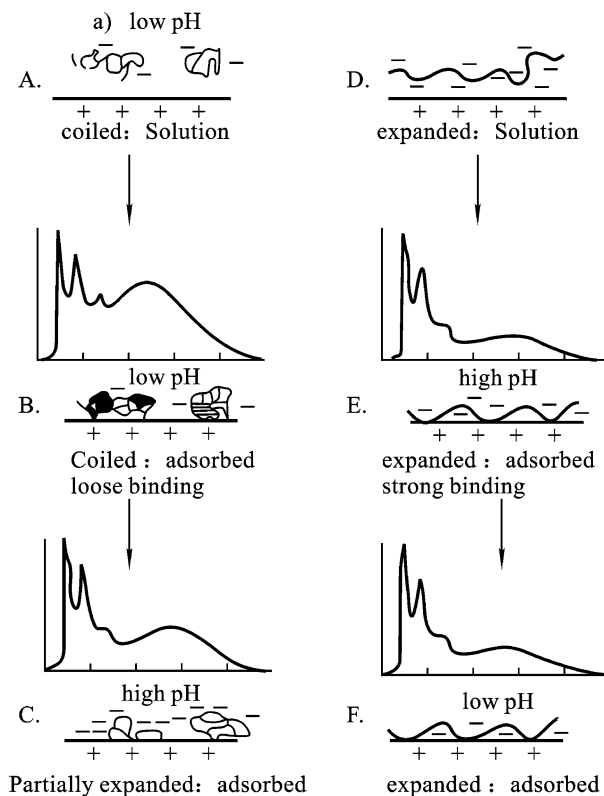 a) low pH
A.
+ + + +
coiled: Solution
low pH
B.
+ + + +
Coiled : adsorbed
loose binding
high pH
C.
+ + + +
Partially expanded: adsorbed
D.
+ + + +
expanded: Solution
high pH
E.
+ + + +
expanded : adsorbed
strong binding
low pH
F.
+ + + +
expanded : adsorbed